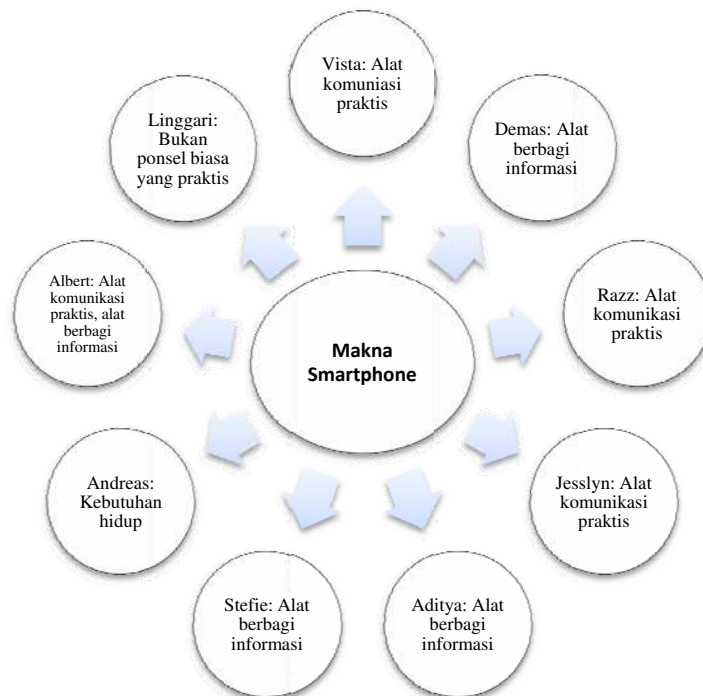 Vista: Alat
komuniasi
praktis
Demas: Alat
berbagi
informasi
Razz: Alat
komunikasi
praktis
Jesslyn: Alat
komunikasi
praktis
Aditya: Alat
berbagi
informasi
Stefie: Alat
berbagi
informasi
Andreas:
Kebutuhan
hidup
Albert: Alat
komunikasi
praktis, alat
berbagi
informasi
Linggari:
Bukan
ponsel biasa
yang praktis
Makna
Smartphone